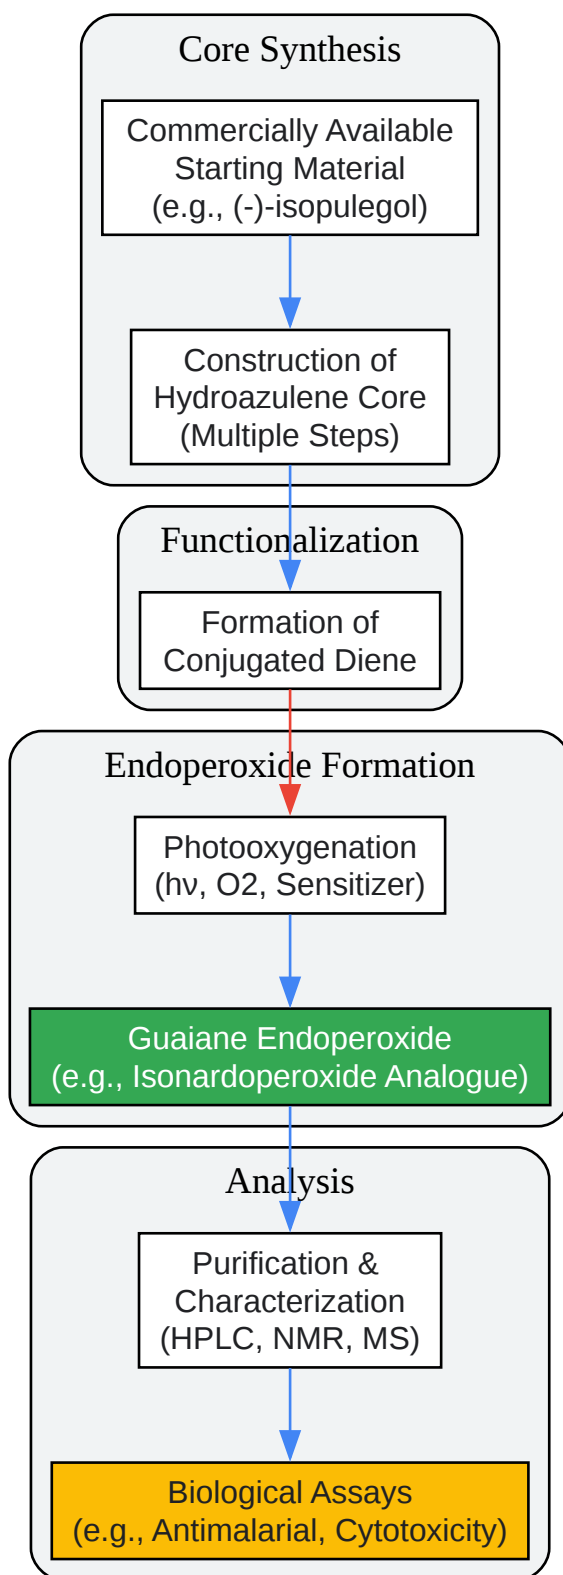 Core Synthesis
Commercially Available
Starting Material
(e.g., (-)-isopulegol)
Construction of
Hydroazulene Core
(Multiple Steps)
Functionalization
Formation of
Conjugated Diene
Endoperoxide Formation
Photooxygenation
(hν, O2, Sensitizer)
Guaiane Endoperoxide
(e.g., Isonardoperoxide Analogue)
Analysis
Purification &
Characterization
(HPLC, NMR, MS)
Biological Assays
(e.g., Antimalarial, Cytotoxicity)